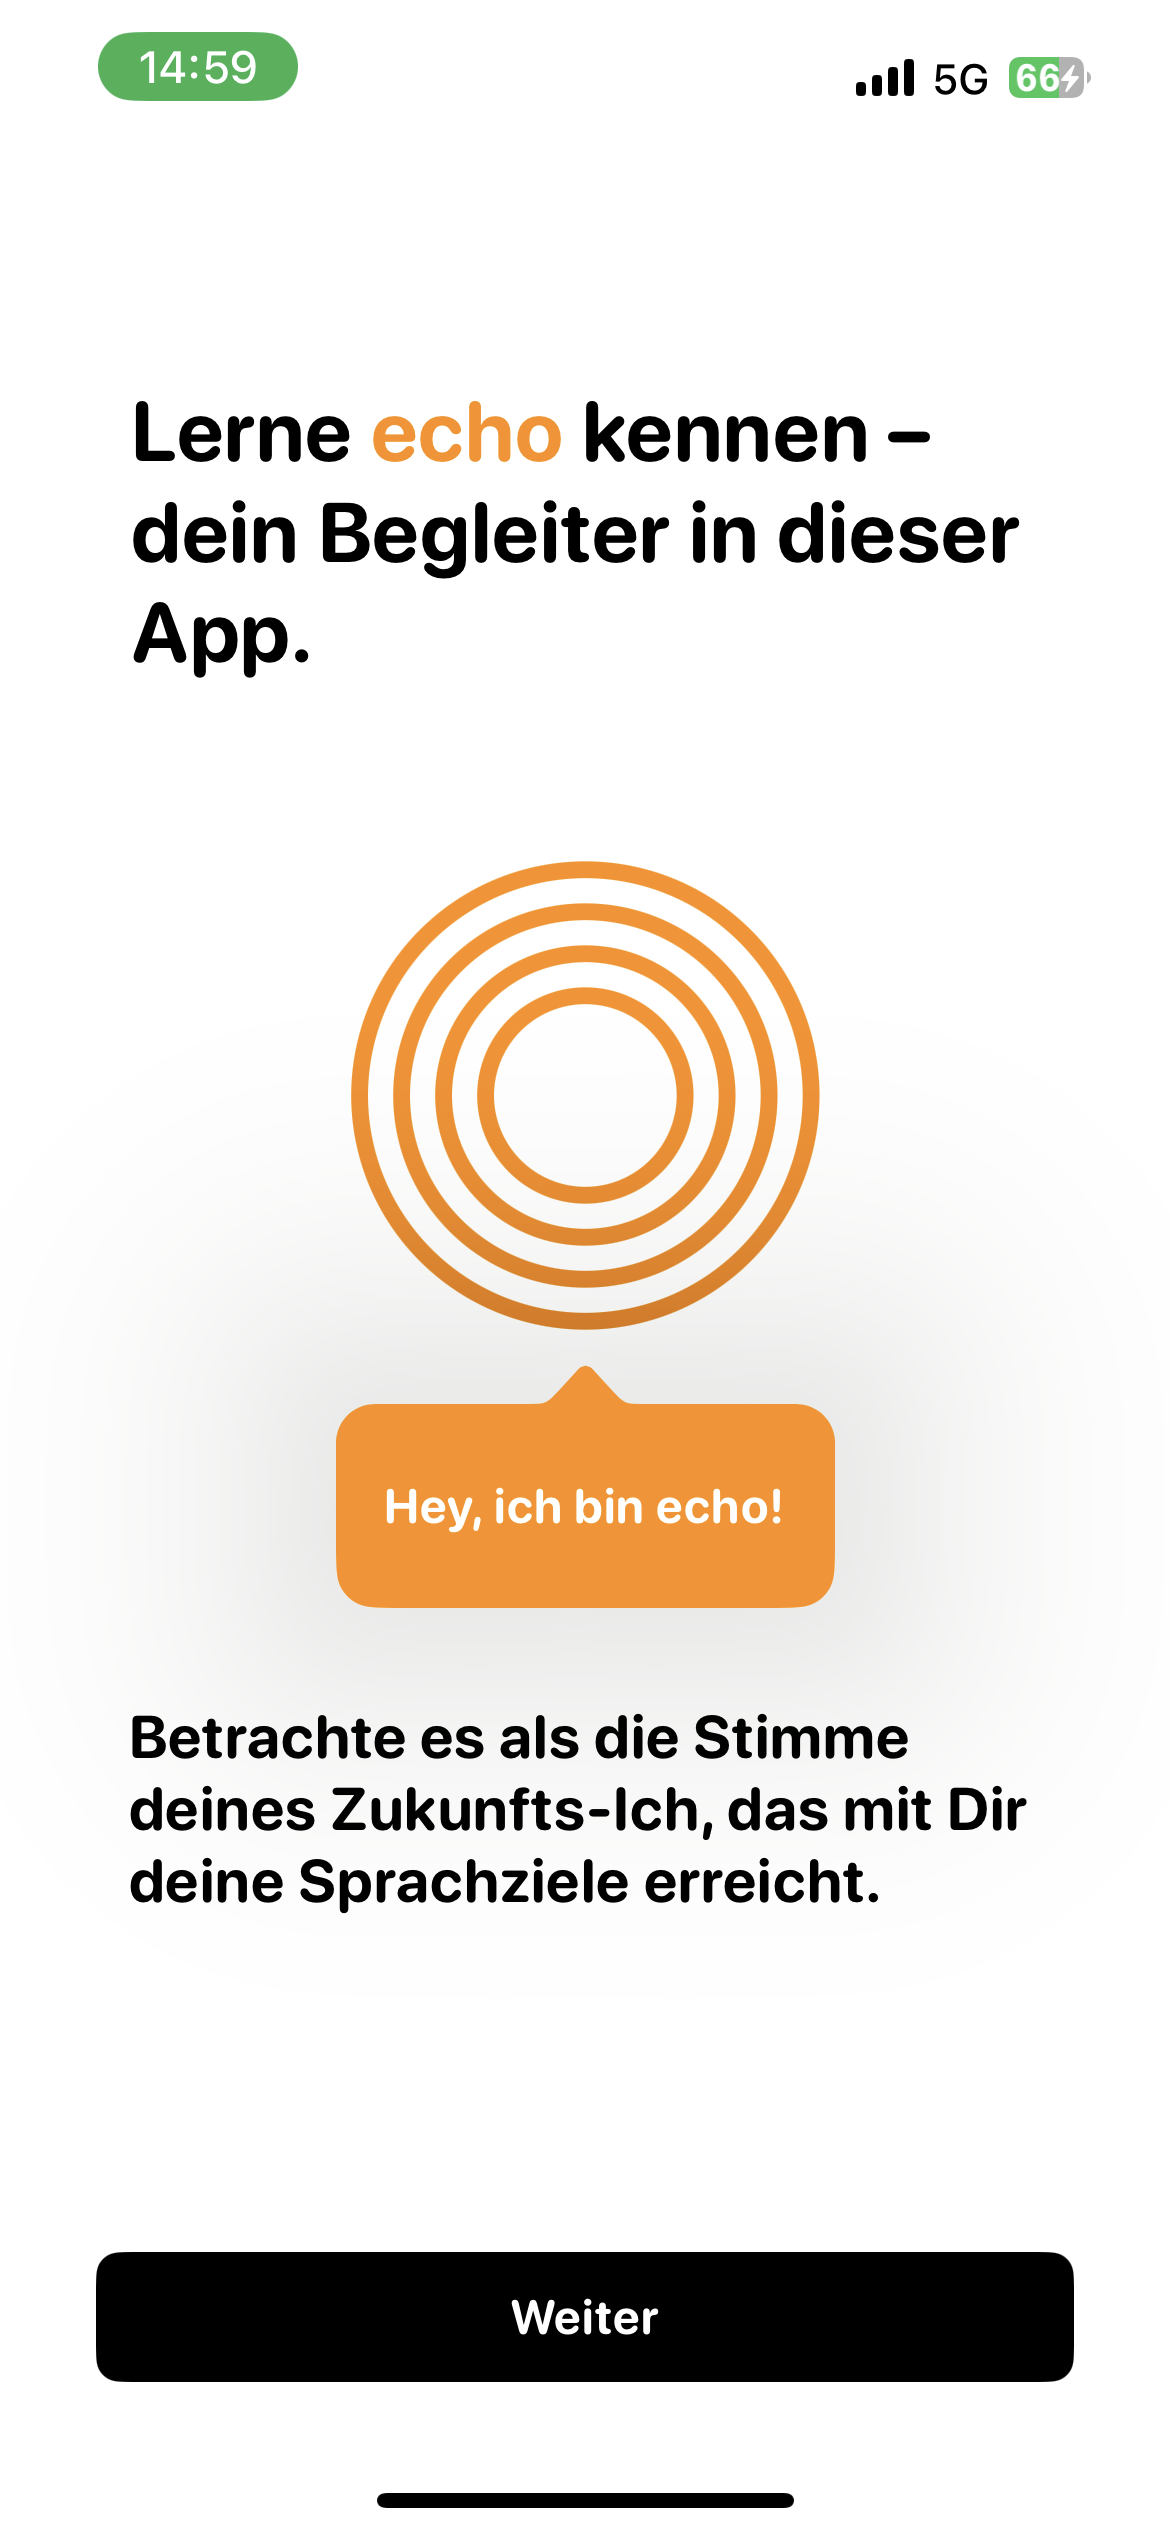 14:59
5G
66
Lerne echo kennen –
dein Begleiter in dieser
App.
Hey, ich bin echo!
Betrachte es als die Stimme
deines Zukunfts-Ich, das mit Dir
deine Sprachziele erreicht.
Weiter